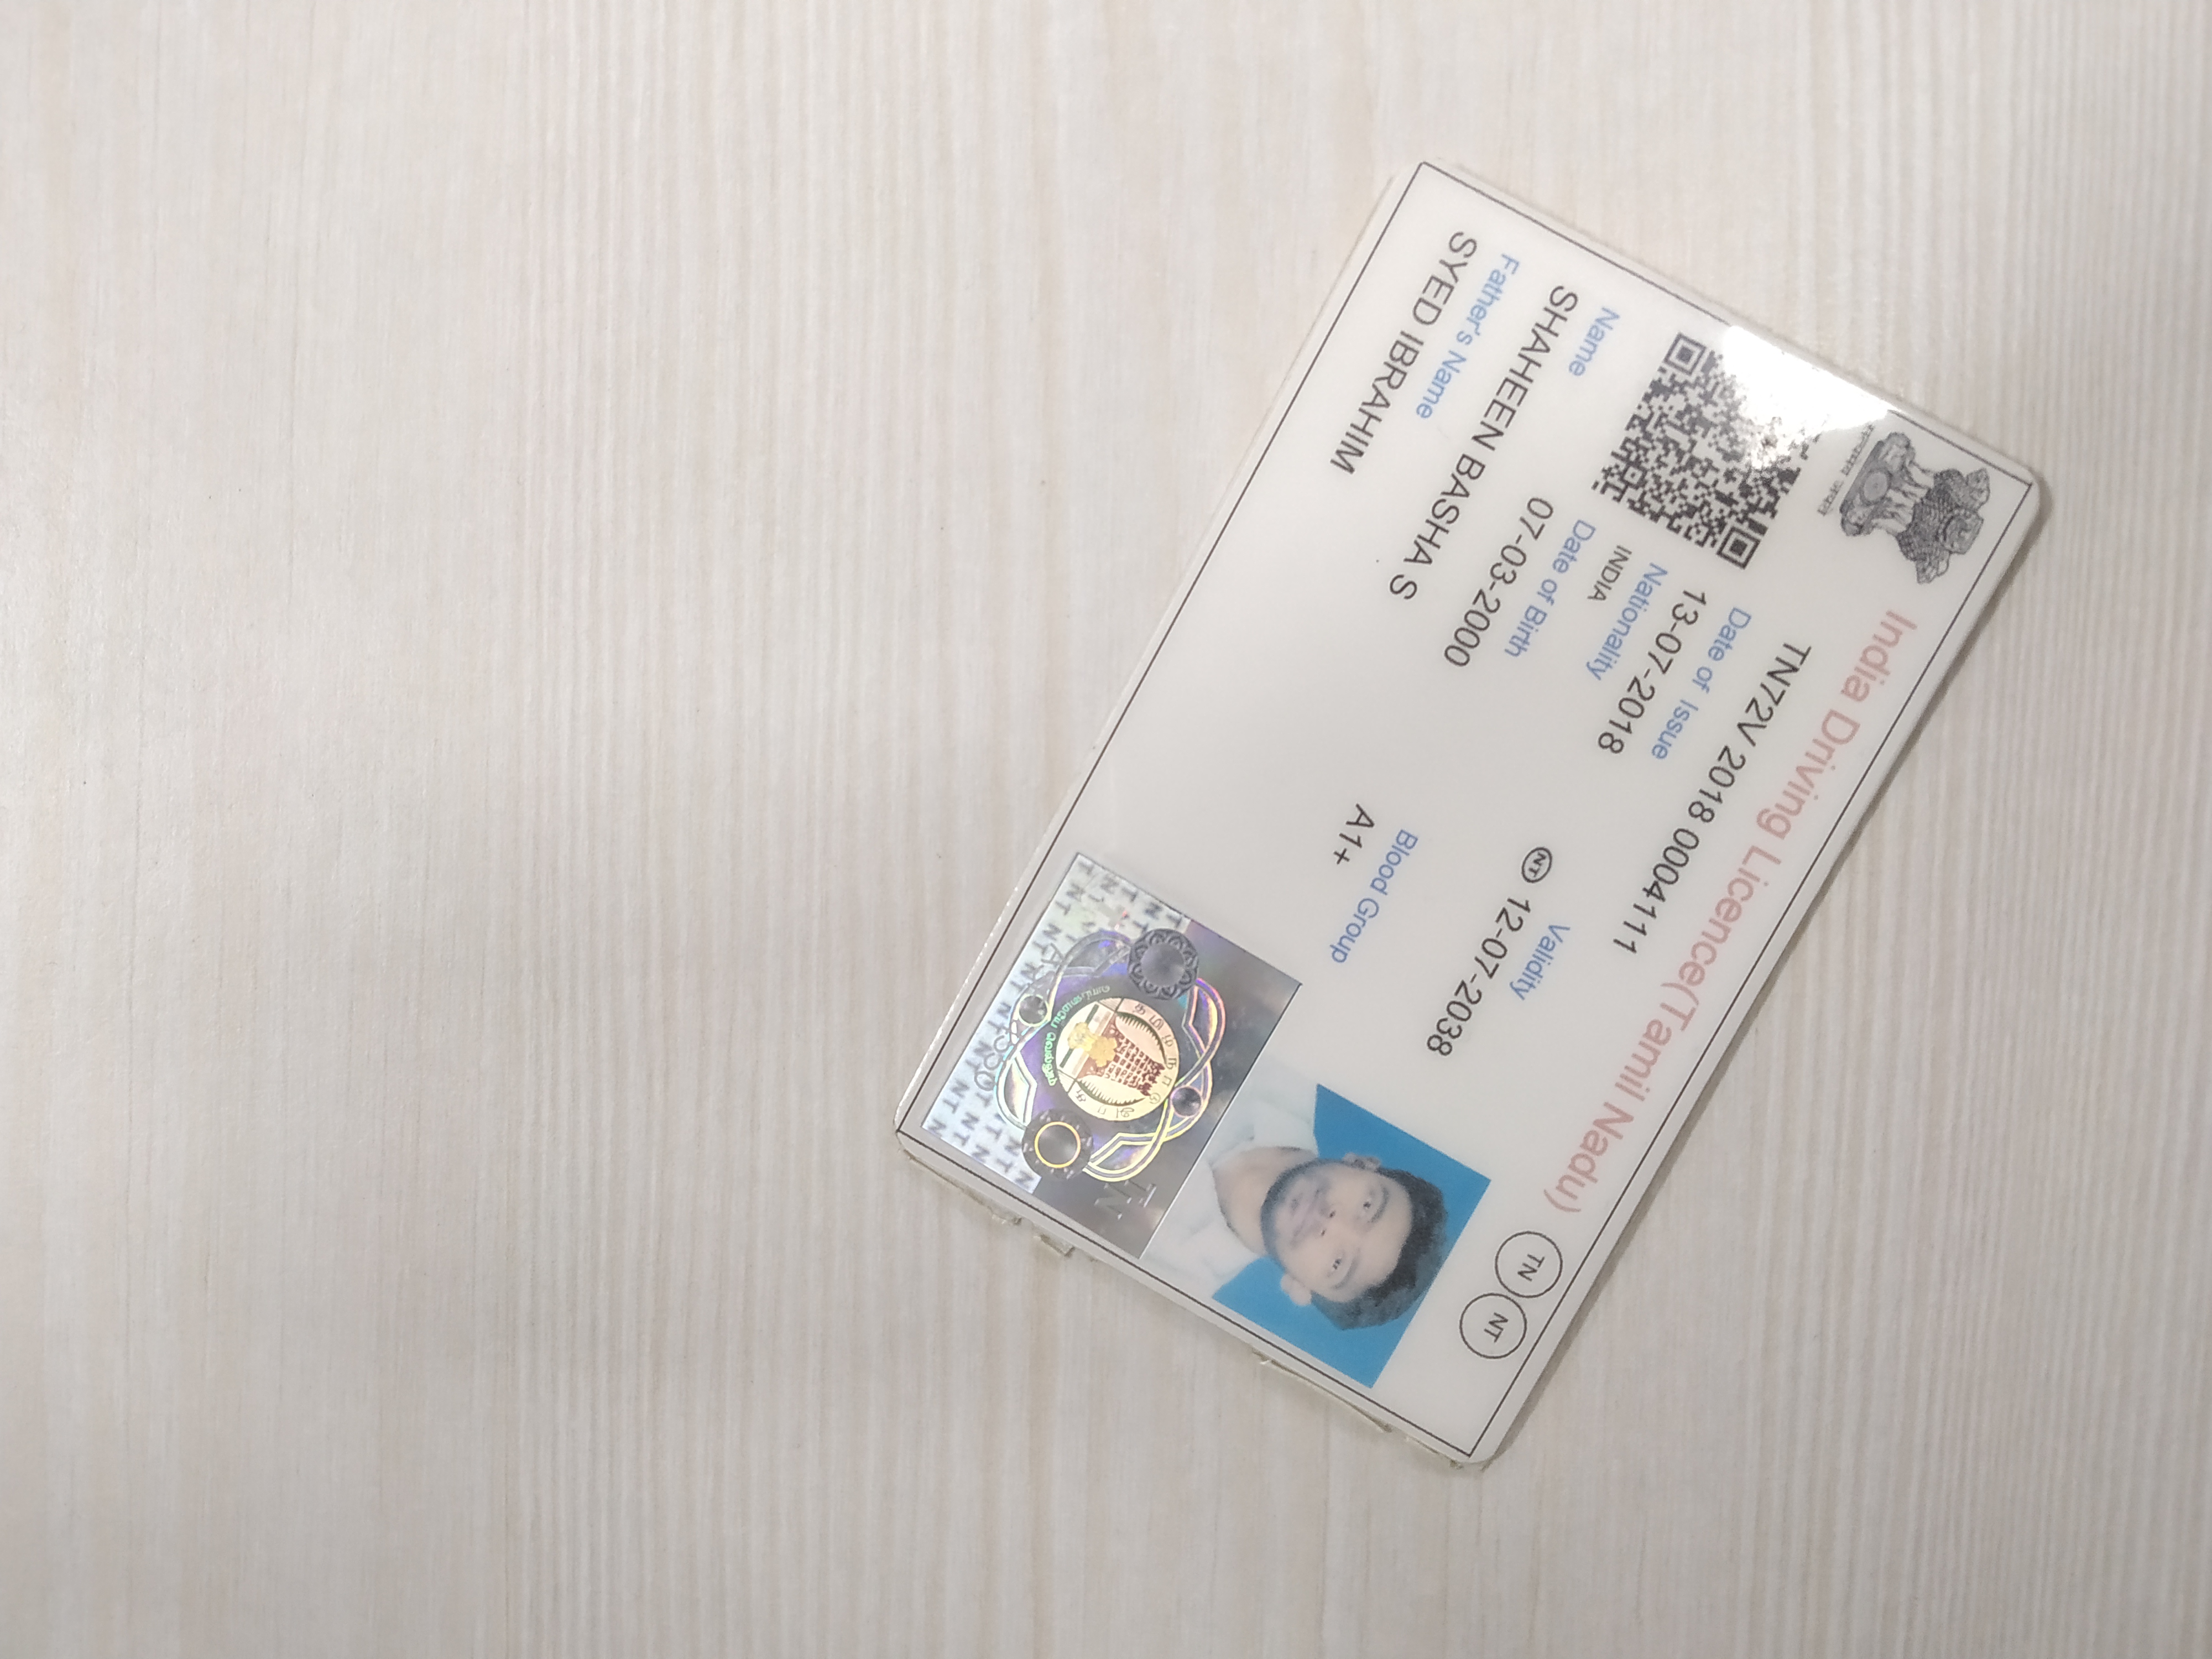 India Driving Licence(Tamil Nadu)
TN NT
TN72V 2018 0004111
Date of Issue Validity
13-07-2018 NT 12-07-2038
Nationality
INDIA
Date of Birth Blood Group
07-03-2000 A1+
Name
SHAHEEN BASHA S
Father's Name
SYED IBRAHIM